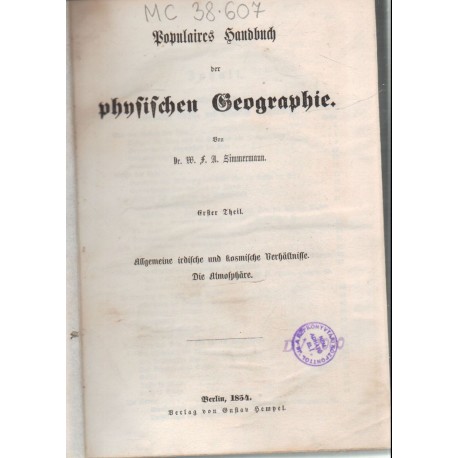 MC 38.607
Populaires Handbuch
der
physischen Geographie.
Von
Dr. W. F. A. Zimmermann.
Erster Theil.
Allgemeine irdische und kosmische Verhältnisse.
Die Atmosphäre.
Berlin, 1854.
Verlag von Gustav Hempel.